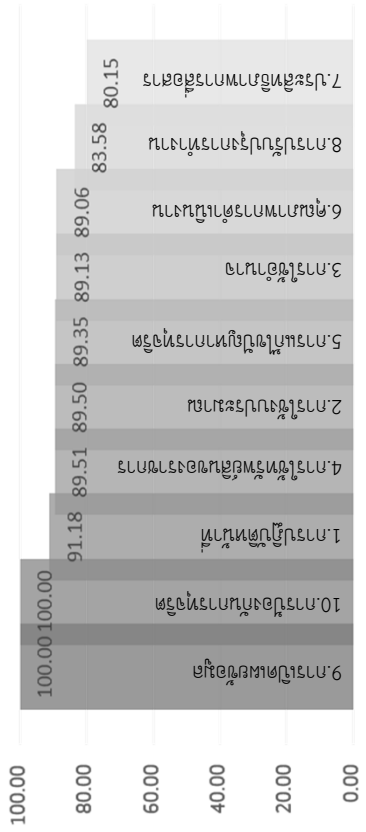 7.ประสิทธิภาพการสื่อสาร
80.15
8.การปรับปรุงการทำงาน
83.58
6.คุณภาพการดำเนินงาน
89.06
3.การใช้อำนาจ
89.13
5.การแก้ไขปัญหาการทุจริต
89.35
2.การใช้งบประมาณ
89.50
4.การใช้ทรัพย์สินของราชการ
89.51
1.การปฏิบัติหน้าที่
91.18
10.การป้องกันการทุจริต
100.00
9.การเปิดเผยข้อมูล
100.00
100.00
80.00
60.00
40.00
20.00
0.00